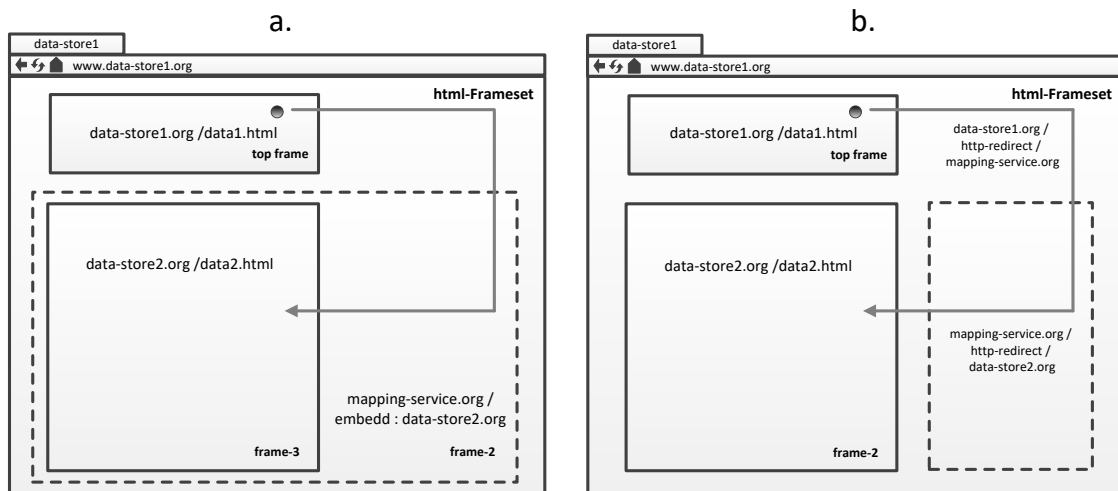 a.
data-store1
www.data-store1.org
html-Frameset
data-store1.org /data1.html
top frame
data-store2.org /data2.html
mapping-service.org /
embedd : data-store2.org
frame-3
frame-2
b.
data-store1
www.data-store1.org
html-Frameset
data-store1.org /data1.html
top frame
data-store1.org /
http-redirect /
mapping-service.org
data-store2.org /data2.html
mapping-service.org /
http-redirect /
data-store2.org
frame-2